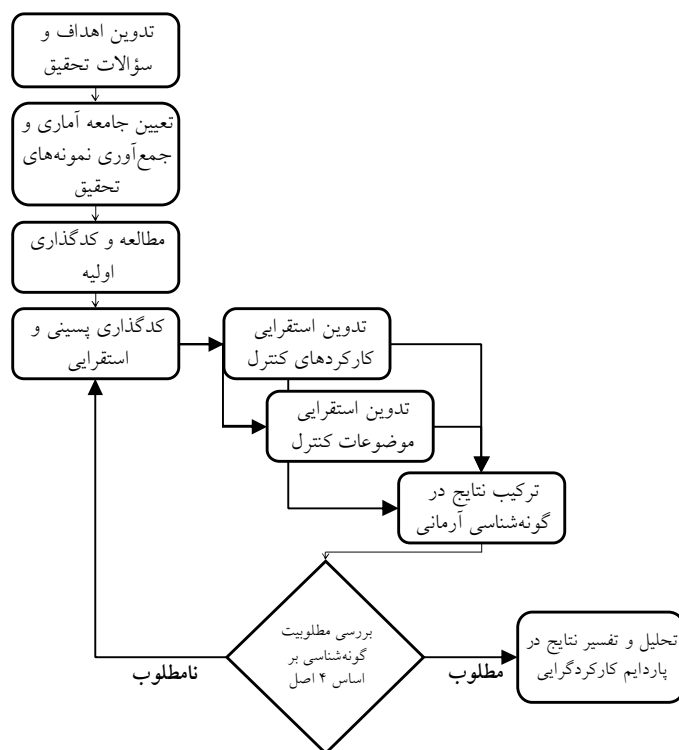 تدوین اهداف و
سؤالات تحقیق
تعیین جامعه آماری و
جمع‌آوری نمونه‌های
تحقیق
مطالعه و کدگذاری
اولیه
کدگذاری پسینی و
استقرایی
تدوین استقرایی
کارکردهای کنترل
تدوین استقرایی
موضوعات کنترل
ترکیب نتایج در
گونه‌شناسی آرمانی
بررسی مطلوبیت
گونه‌شناسی بر
اساس ۴ اصل
نامطلوب
مطلوب
تحلیل و تفسیر نتایج در
پاردایم کارکردگرایی